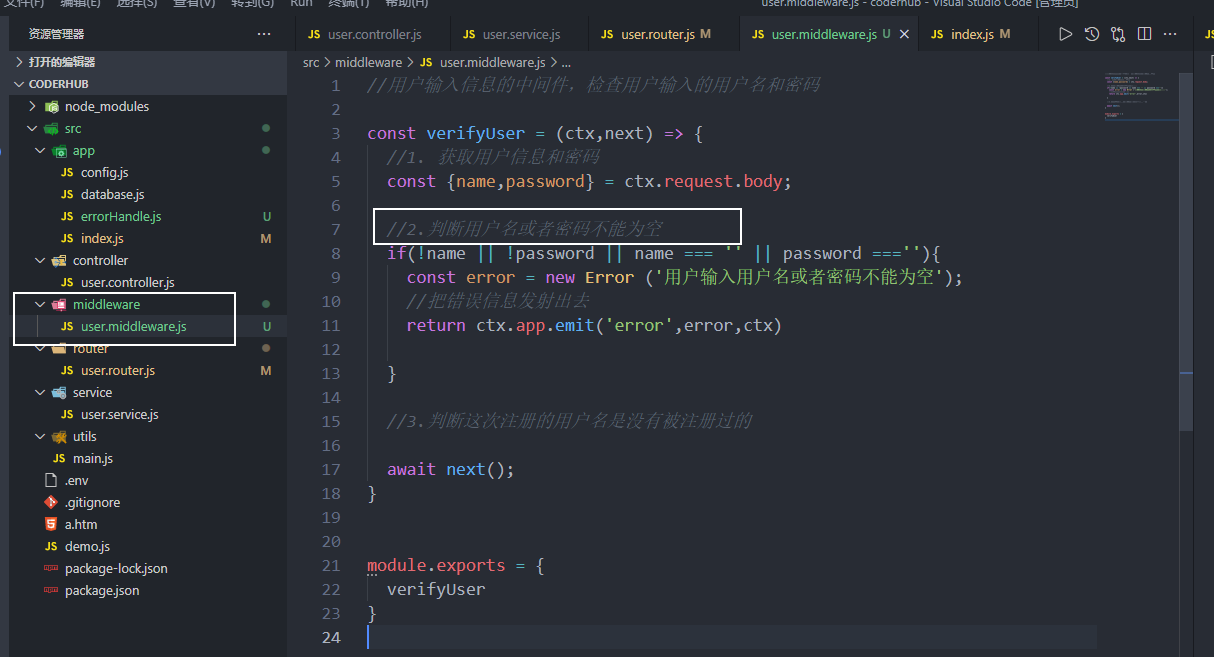 文件(F) 编辑(E) 选择(S) 查看(V) 转到(G) Run 终端(T) 帮助(H) user.middleware.js - coderhub - Visual Studio Code [管理员]
资源管理器 ···
JS user.controller.js JS user.service.js JS user.router.js M JS user.middleware.js U × JS index.js M ···
打开的编辑器
CODERHUB
node_modules
src
app
JS config.js
JS database.js
JS errorHandle.js U
JS index.js M
controller
JS user.controller.js
middleware
JS user.middleware.js U
router
JS user.router.js M
service
JS user.service.js
utils
JS main.js
.env
.gitignore
a.htm
JS demo.js
package-lock.json
package.json
src > middleware > JS user.middleware.js > ...
1 //用户输入信息的中间件，检查用户输入的用户名和密码
2
3 const verifyUser = (ctx,next) => {
4 //1. 获取用户信息和密码
5 const {name,password} = ctx.request.body;
6
7 //2.判断用户名或者密码不能为空
8 if(!name || !password || name === '' || password ===''){
9 const error = new Error ('用户输入用户名或者密码不能为空');
10 //把错误信息发射出去
11 return ctx.app.emit('error',error,ctx)
12
13 }
14
15 //3.判断这次注册的用户名是没有被注册过的
16
17 await next();
18 }
19
20
21 module.exports = {
22 verifyUser
23 }
24